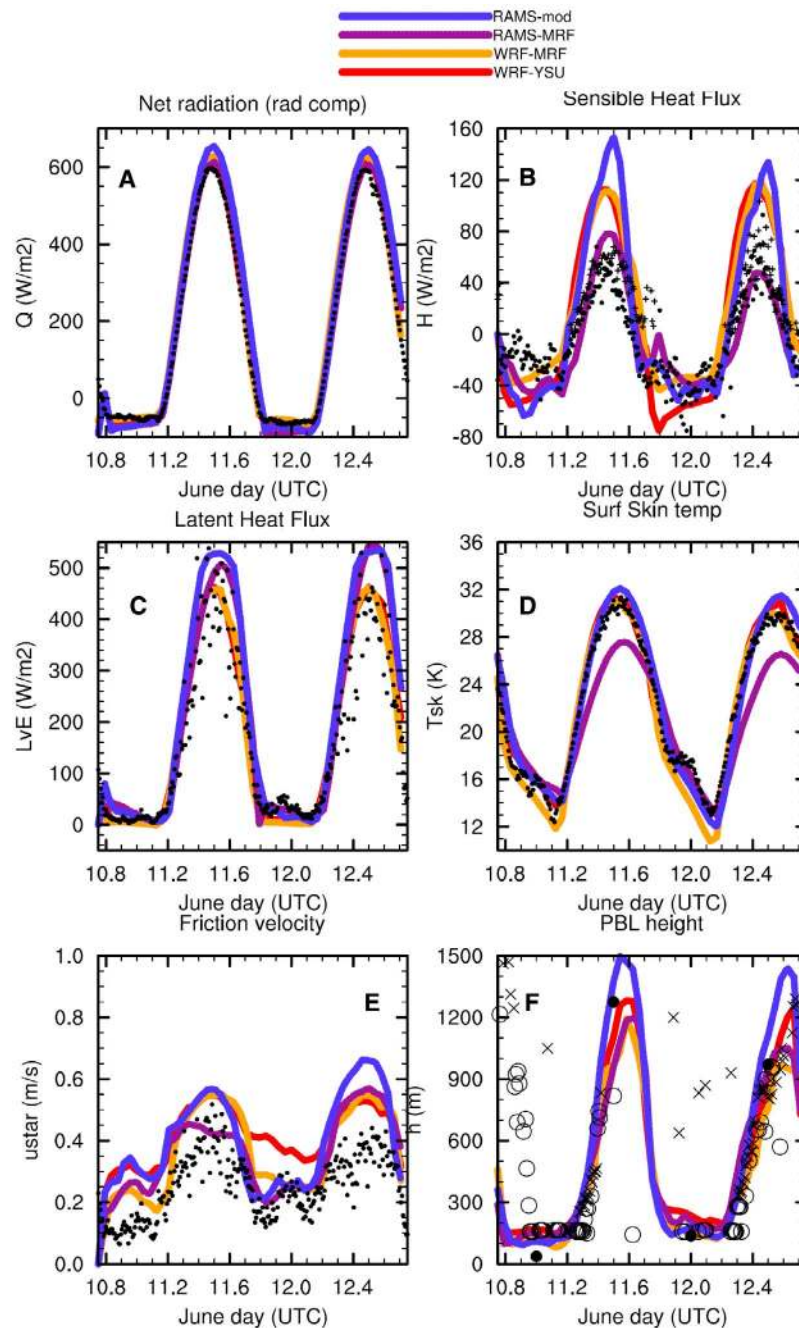 RAMS-mod
RAMS-MRF
WRF-MRF
WRF-YSU
Net radiation (rad comp)
A
600
400
200
0
Q (W/m2)
10.8 11.2 11.6 12.0 12.4
June day (UTC)
Sensible Heat Flux
B
160
120
80
40
0
-40
-80
H (W/m2)
10.8 11.2 11.6 12.0 12.4
June day (UTC)
Latent Heat Flux
C
500
400
300
200
100
0
LvE (W/m2)
10.8 11.2 11.6 12.0 12.4
June day (UTC)
Surf Skin temp
D
36
32
28
24
20
16
12
Tsk (K)
10.8 11.2 11.6 12.0 12.4
June day (UTC)
Friction velocity
E
1.0
0.8
0.6
0.4
0.2
0.0
ustar (m/s)
10.8 11.2 11.6 12.0 12.4
June day (UTC)
PBL height
F
1500
1200
900
600
300
0
h (m)
10.8 11.2 11.6 12.0 12.4
June day (UTC)